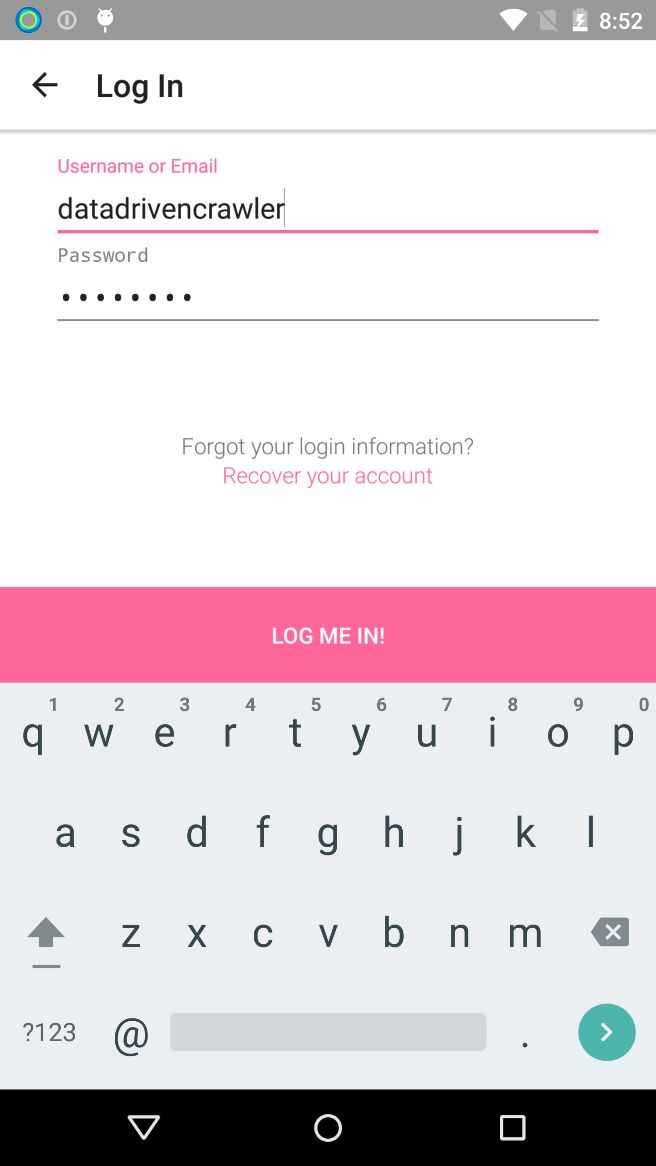 8:52
Log In
Username or Email
datadrivencrawler
Password
••••••••
Forgot your login information?
Recover your account
LOG ME IN!
1 2 3 4 5 6 7 8 9 0
q w e r t y u i o p
a s d f g h j k l
z x c v b n m
?123 @ .